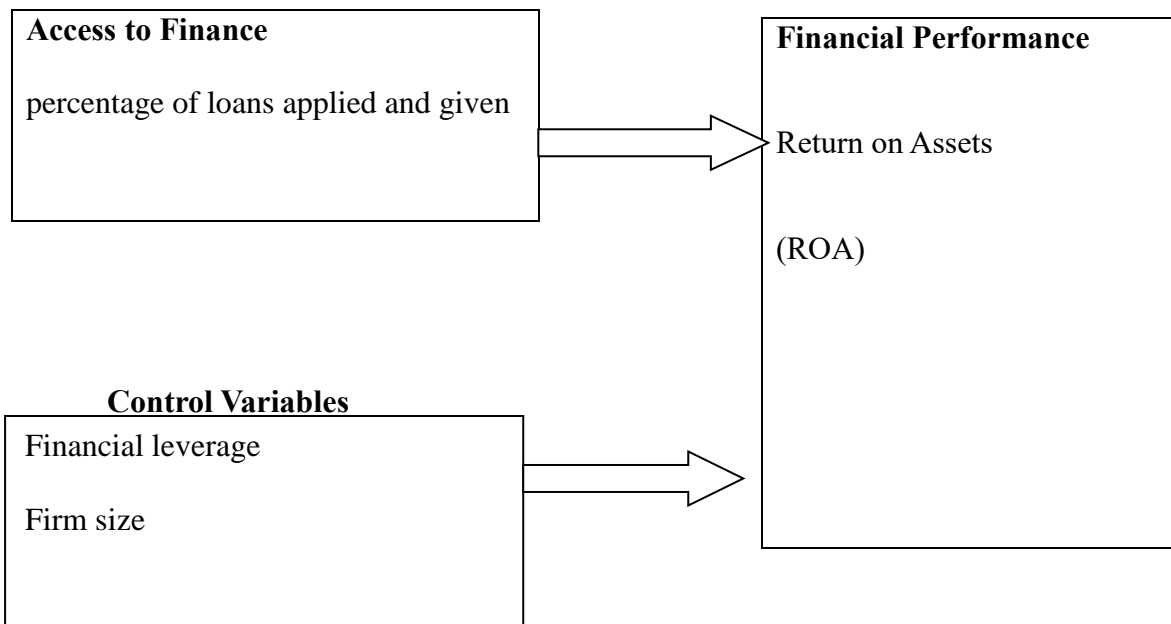 Access to Finance
percentage of loans applied and given
Financial Performance
Return on Assets
(ROA)
Control Variables
Financial leverage
Firm size